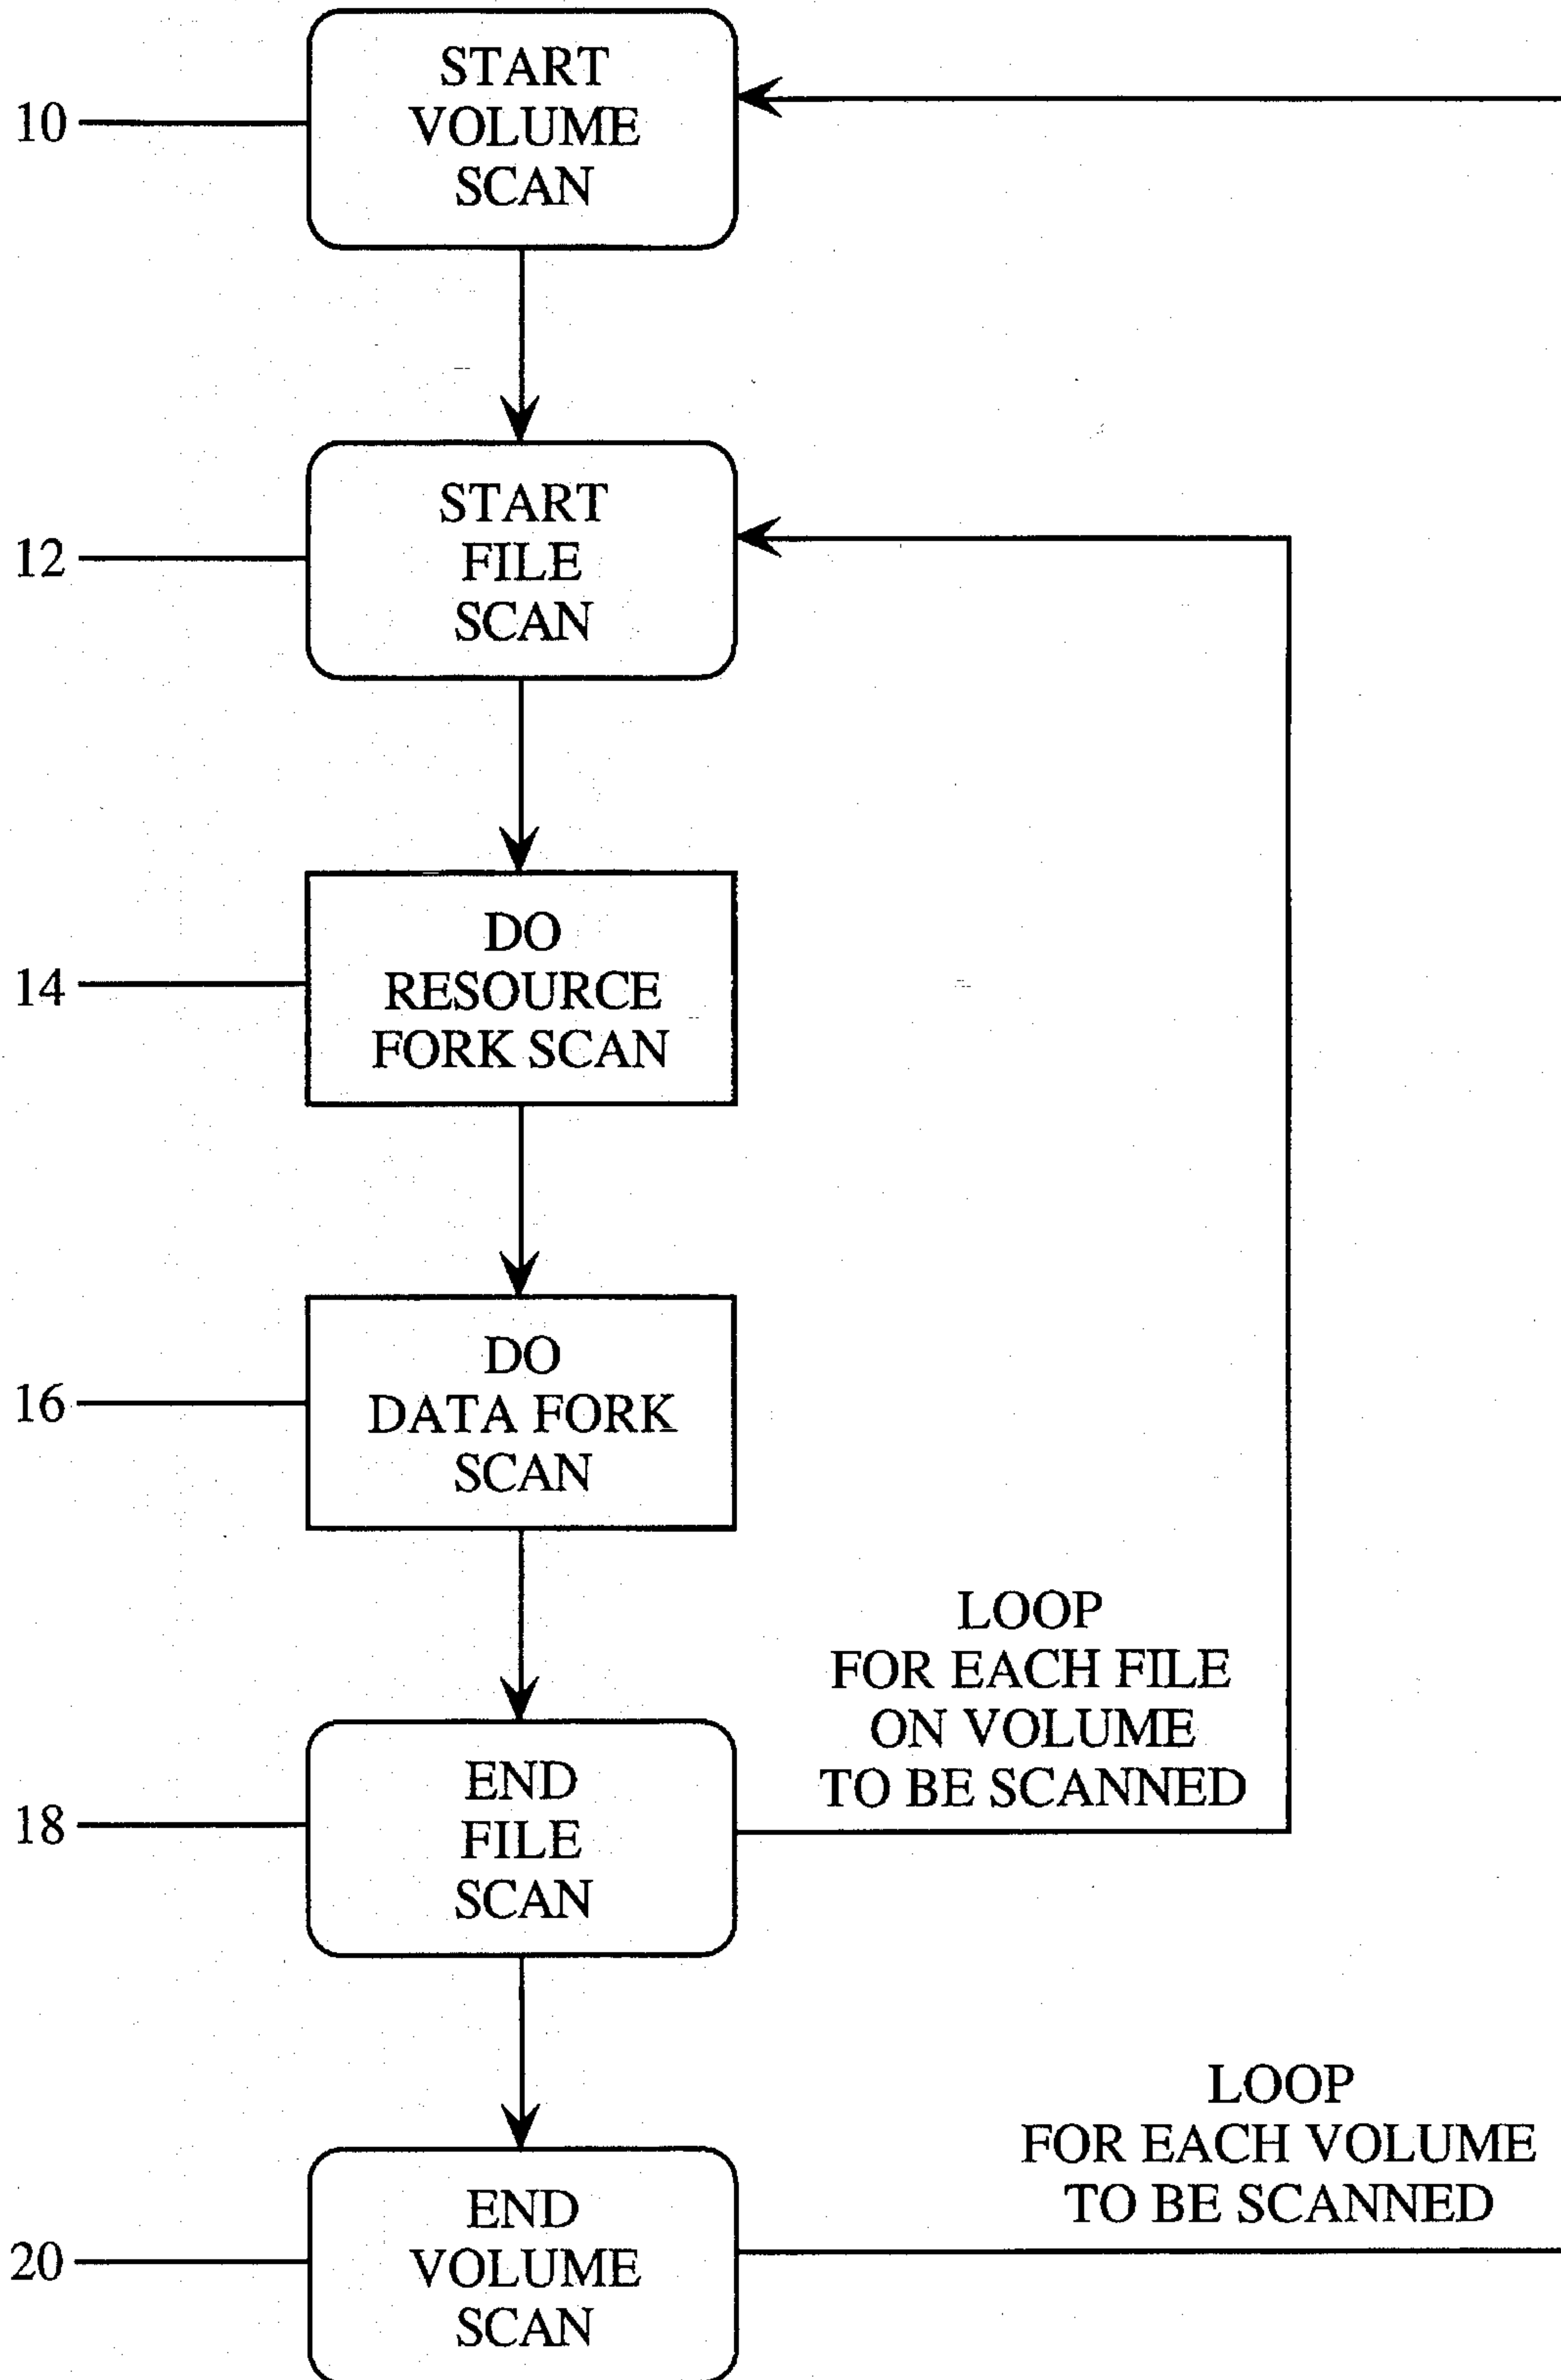 10
START
VOLUME
SCAN
12
START
FILE
SCAN
14
DO
RESOURCE
FORK SCAN
16
DO
DATA FORK
SCAN
LOOP
FOR EACH FILE
ON VOLUME
TO BE SCANNED
18
END
FILE
SCAN
LOOP
FOR EACH VOLUME
TO BE SCANNED
20
END
VOLUME
SCAN